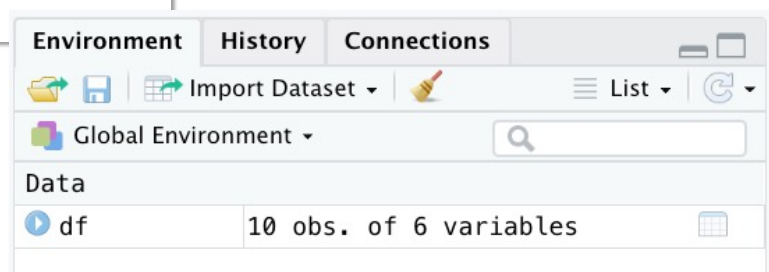 Environment History Connections
Import Dataset List
Global Environment
Data
df 10 obs. of 6 variables